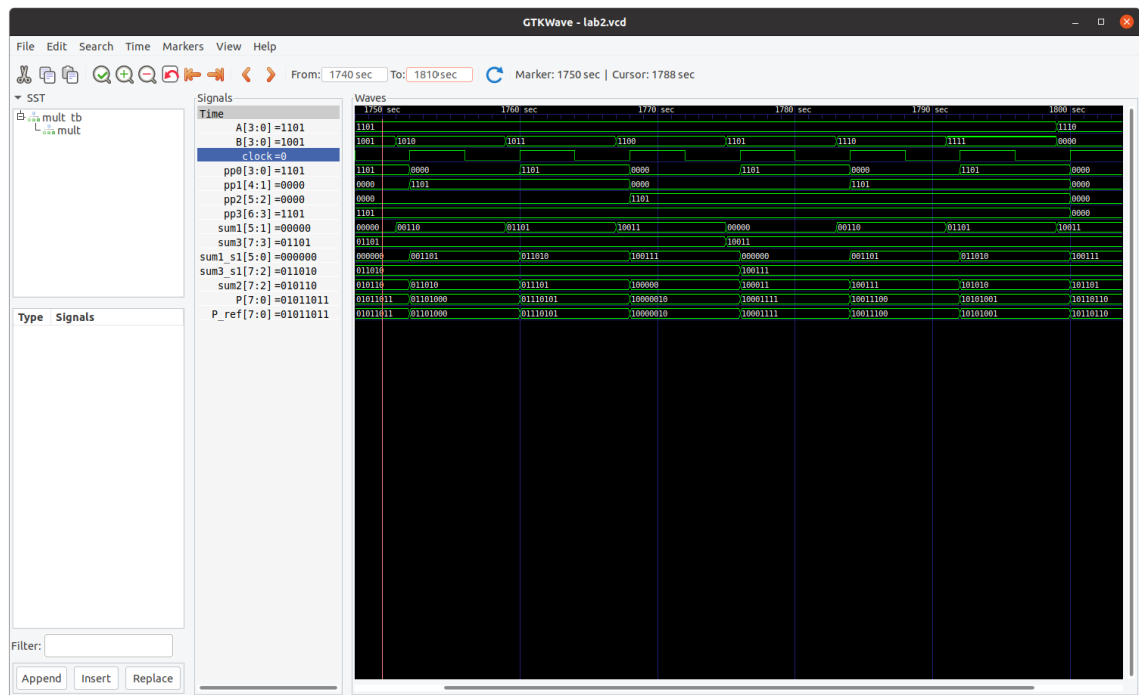 GTKWave - lab2.vcd
File Edit Search Time Markers View Help
From: 1740 sec To: 1810 sec Marker: 1750 sec | Cursor: 1788 sec
SST
mult_tb
mult
Type Signals
Filter:
Append Insert Replace
Signals
Time
A[3:0] =1101
B[3:0] =1001
clock =0
pp0[3:0] =1101
pp1[4:1] =0000
pp2[5:2] =0000
pp3[6:3] =1101
sum1[5:1] =00000
sum3[7:3] =01101
sum1_s1[5:0] =000000
sum3_s1[7:2] =011010
sum2[7:2] =010110
P[7:0] =01011011
P_ref[7:0] =01011011
Waves
1750 sec 1760 sec 1770 sec 1780 sec 1790 sec 1800 sec
1101 1110
1001 1010 1011 1100 1101 1110 1111 0000
1101 0000 1101 0000 1101 0000 1101 0000
0000 1101 0000 1101 0000
0000 1101 0000
1101 0000
00000 00110 01101 10011 00000 00110 01101 10011
01101 10011
000000 001101 011010 100111 000000 001101 011010 100111
011010 100111
010110 011010 011101 100000 100011 100111 101010 101101
01011011 01101000 01110101 10000010 10001111 10011100 10101001 10110110
01011011 01101000 01110101 10000010 10001111 10011100 10101001 10110110